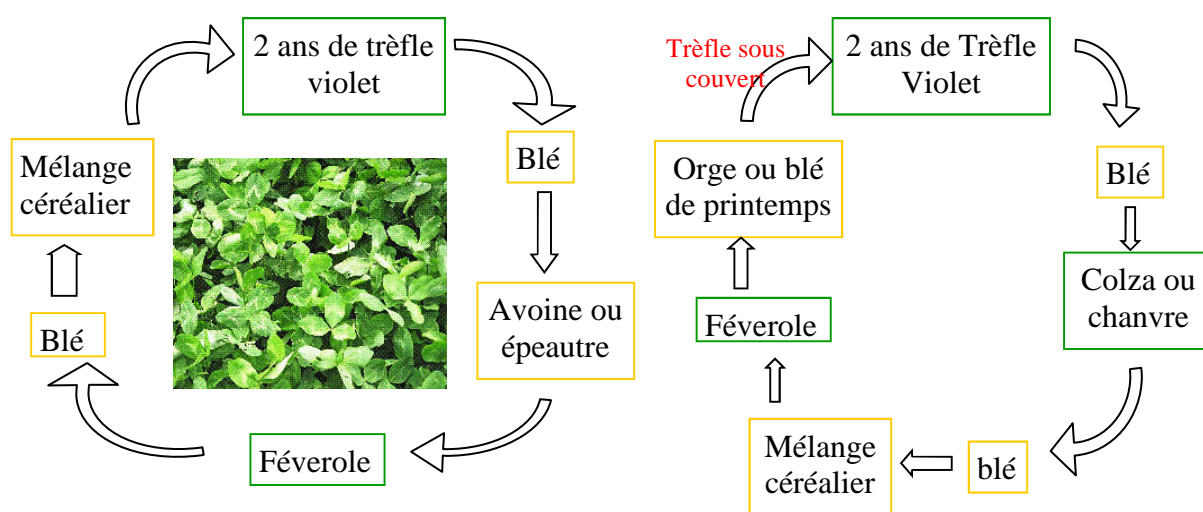 2 ans de trèfle
violet
Blé
Avoine ou
épeautre
Féverole
Blé
Mélange
céréalier
Trèfle sous
couvert
2 ans de Trèfle
Violet
Blé
Colza ou
chanvre
blé
Mélange
céréalier
Féverole
Orge ou blé
de printemps